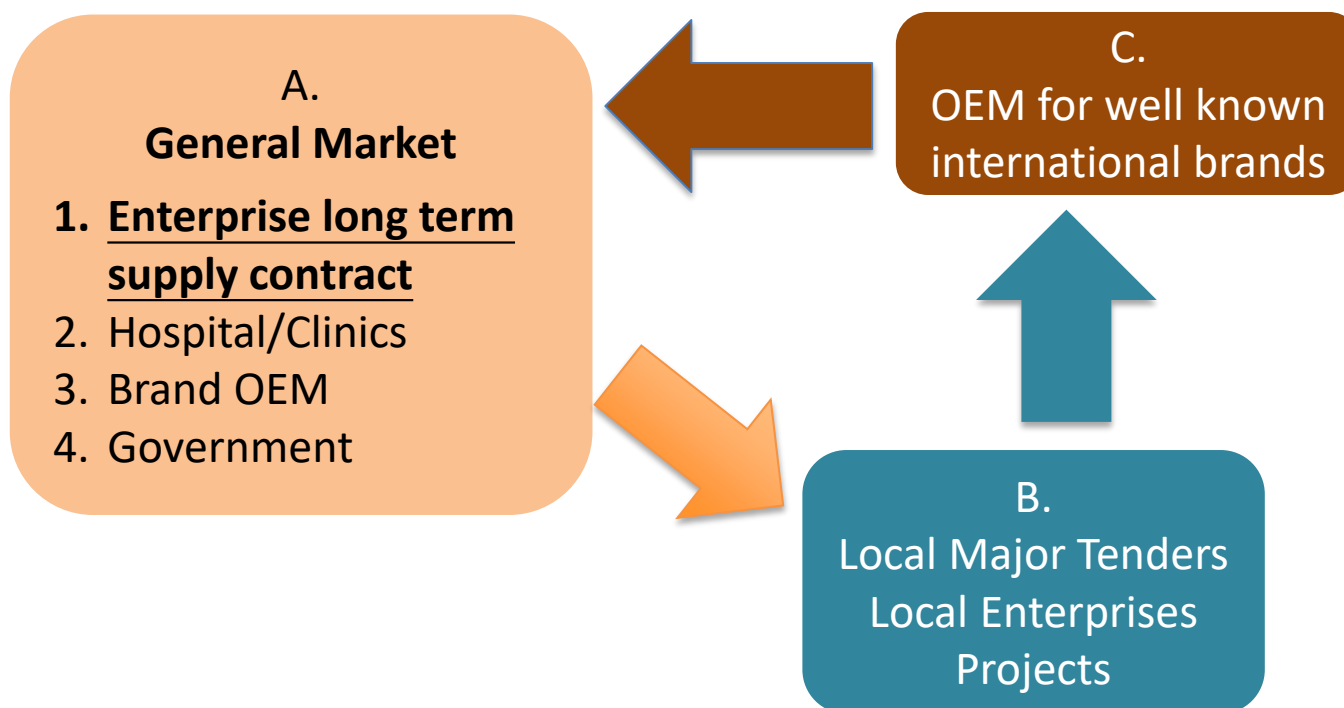 A.
General Market
1. Enterprise long term
supply contract
2. Hospital/Clinics
3. Brand OEM
4. Government
C.
OEM for well known
international brands
B.
Local Major Tenders
Local Enterprises
Projects